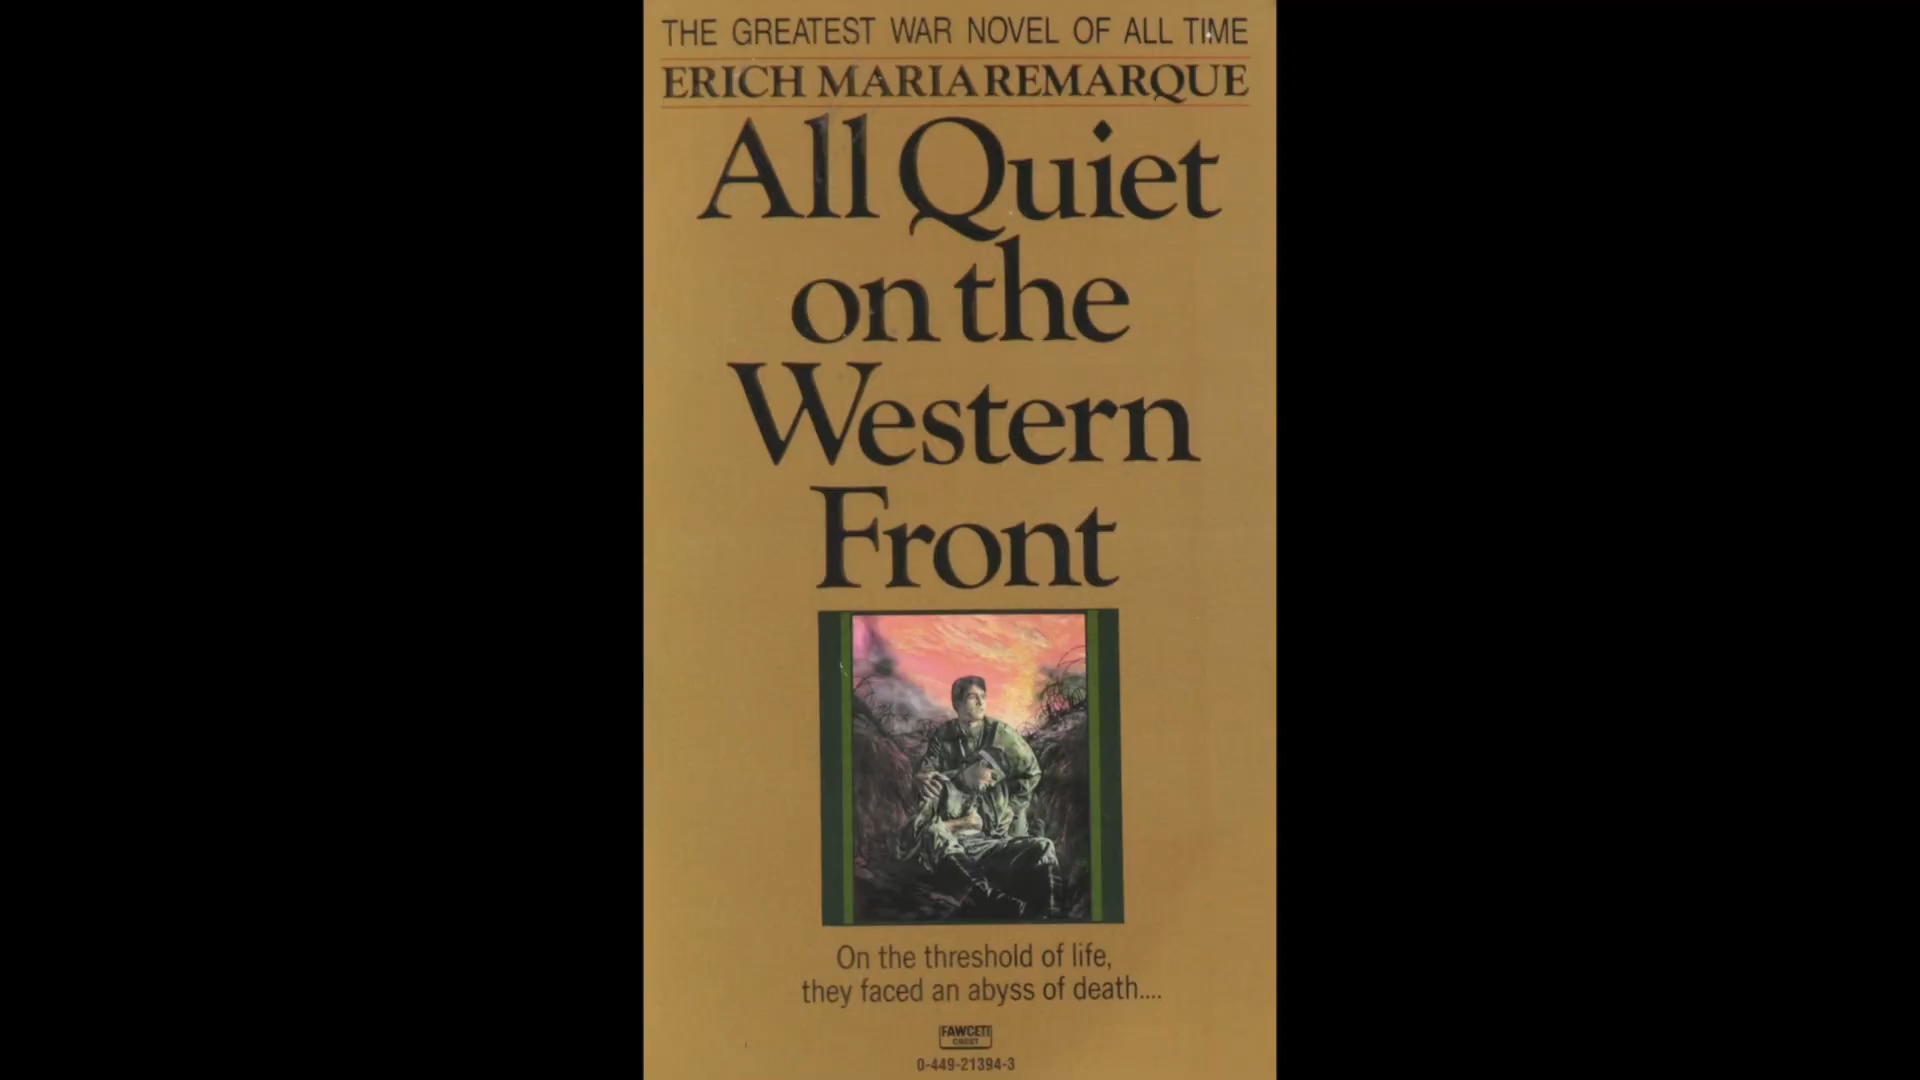 THE GREATEST WAR NOVEL OF ALL TIME
ERICH MARIA REMARQUE
All Quiet
on the
Western
Front
On the threshold of life,
they faced an abyss of death....
FAWCETT
CREST
0-449-21394-3